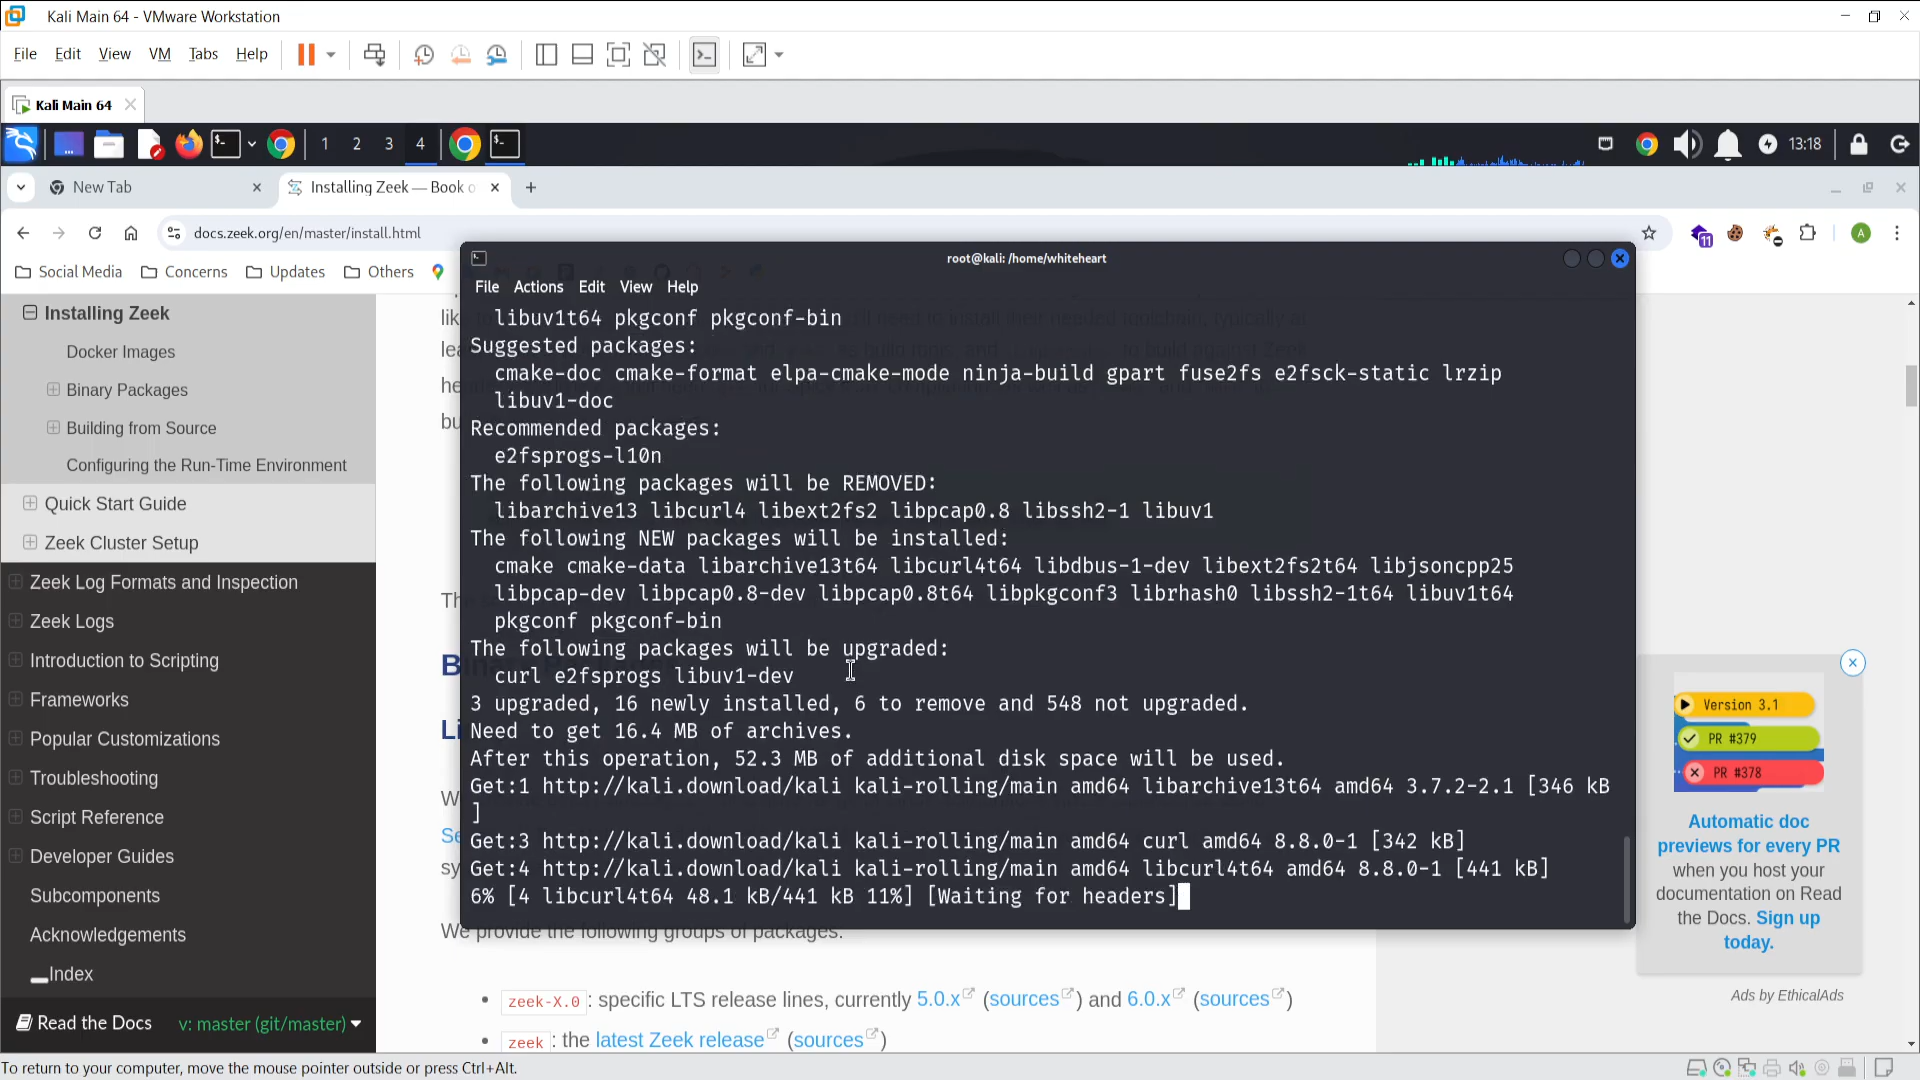 Kali Main 64 - VMware Workstation
File Edit View VM Tabs Help
Kali Main 64
1 2 3 4
13:18
New Tab
Installing Zeek — Book o
docs.zeek.org/en/master/install.html
11
A
Social Media Concerns Updates Others
Installing Zeek
Docker Images
Binary Packages
Building from Source
Configuring the Run-Time Environment
Quick Start Guide
Zeek Cluster Setup
Zeek Log Formats and Inspection
Zeek Logs
Introduction to Scripting
Frameworks
Popular Customizations
Troubleshooting
Script Reference
Developer Guides
Subcomponents
Acknowledgements
Index
Read the Docs v: master (git/master)
root@kali: /home/whiteheart
File Actions Edit View Help
libuv1t64 pkgconf pkgconf-bin
Suggested packages:
cmake-doc cmake-format elpa-cmake-mode ninja-build gpart fuse2fs e2fsck-static lrzip
libuv1-doc
Recommended packages:
e2fsprogs-l10n
The following packages will be REMOVED:
libarchive13 libcurl4 libext2fs2 libpcap0.8 libssh2-1 libuv1
The following NEW packages will be installed:
cmake cmake-data libarchive13t64 libcurl4t64 libdbus-1-dev libext2fs2t64 libjsoncpp25
libpcap-dev libpcap0.8-dev libpcap0.8t64 libpkgconf3 librhash0 libssh2-1t64 libuv1t64
pkgconf pkgconf-bin
The following packages will be upgraded:
curl e2fsprogs libuv1-dev
3 upgraded, 16 newly installed, 6 to remove and 548 not upgraded.
Need to get 16.4 MB of archives.
After this operation, 52.3 MB of additional disk space will be used.
Get:1 http://kali.download/kali kali-rolling/main amd64 libarchive13t64 amd64 3.7.2-2.1 [346 kB
]
Get:3 http://kali.download/kali kali-rolling/main amd64 curl amd64 8.8.0-1 [342 kB]
Get:4 http://kali.download/kali kali-rolling/main amd64 libcurl4t64 amd64 8.8.0-1 [441 kB]
6% [4 libcurl4t64 48.1 kB/441 kB 11%] [Waiting for headers]
We provide the following groups of packages:
zeek-X.0 : specific LTS release lines, currently 5.0.x (sources) and 6.0.x (sources)
zeek : the latest Zeek release (sources)
Version 3.1
PR #379
PR #378
Automatic doc
previews for every PR
when you host your
documentation on Read
the Docs. Sign up
today.
Ads by EthicalAds
To return to your computer, move the mouse pointer outside or press Ctrl+Alt.